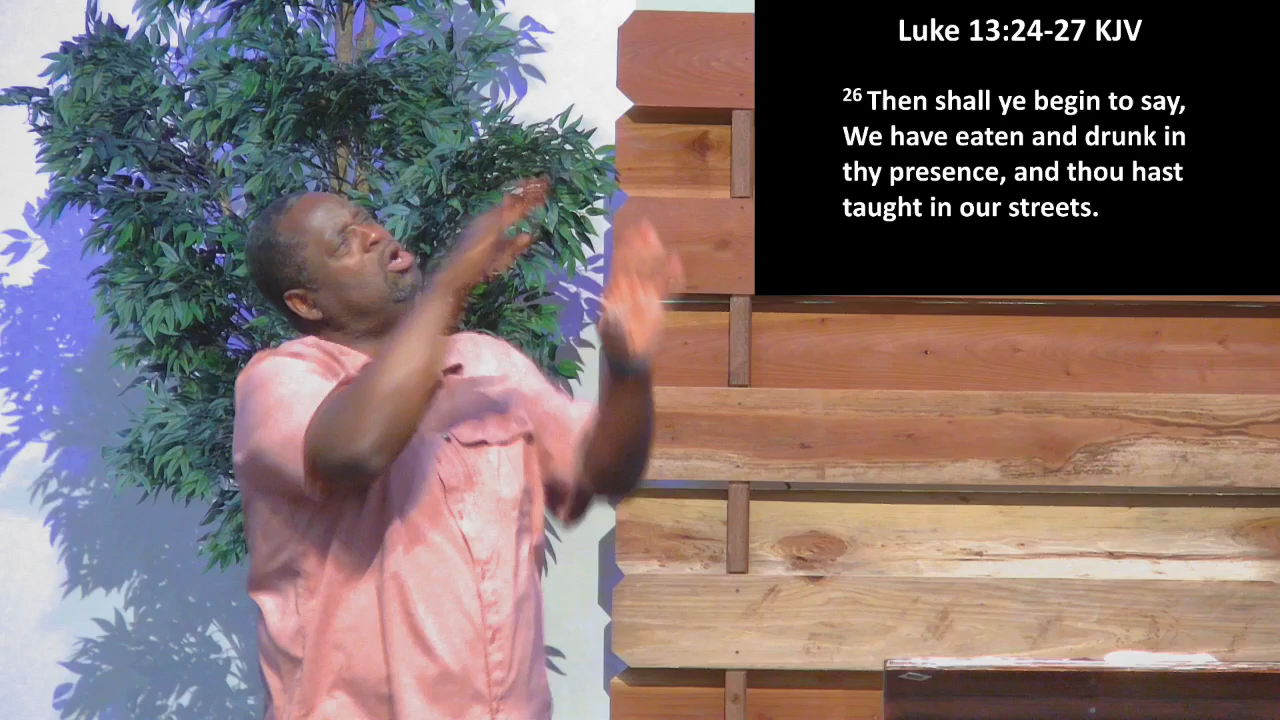 Luke 13:24-27 KJV
26 Then shall ye begin to say,
We have eaten and drunk in
thy presence, and thou hast
taught in our streets.